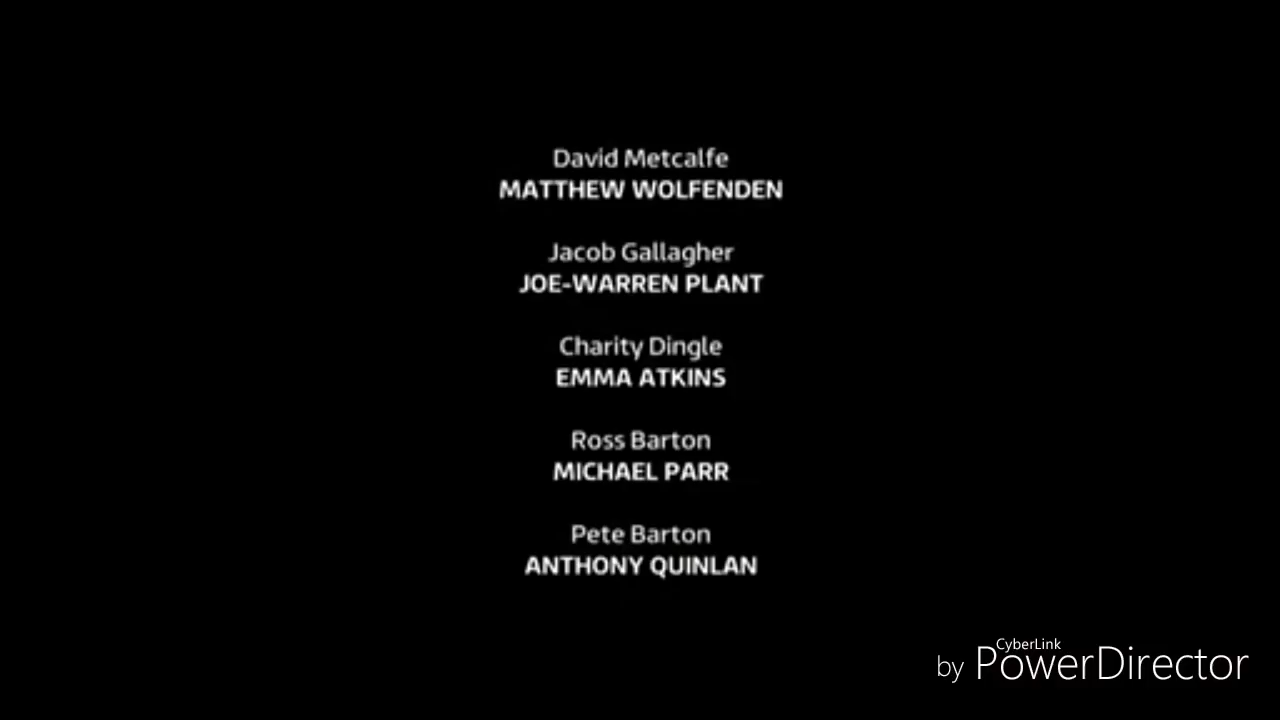 David Metcalfe
MATTHEW WOLFENDEN
Jacob Gallagher
JOE-WARREN PLANT
Charity Dingle
EMMA ATKINS
Ross Barton
MICHAEL PARR
Pete Barton
ANTHONY QUINLAN
CyberLink
by PowerDirector